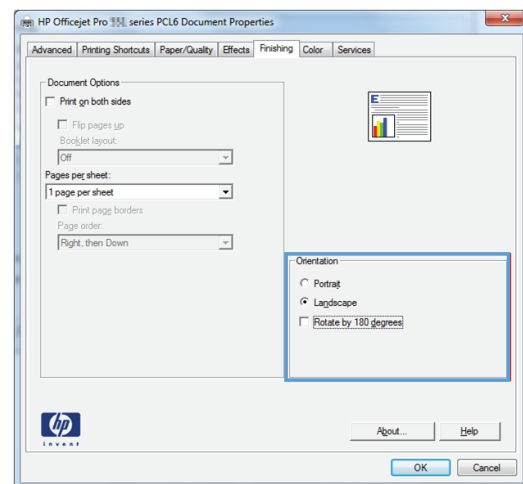 HP Officejet Pro series PCL6 Document Properties
Advanced Printing Shortcuts Paper/Quality Effects Finishing Color Services
Document Options
Print on both sides
Flip pages up
Booklet layout:
Off
Pages per sheet:
1 page per sheet
Print page borders
Page order:
Right, then Down
E
Orientation
Portrait
Landscape
Rotate by 180 degrees
hp
invent
About...
Help
OK
Cancel